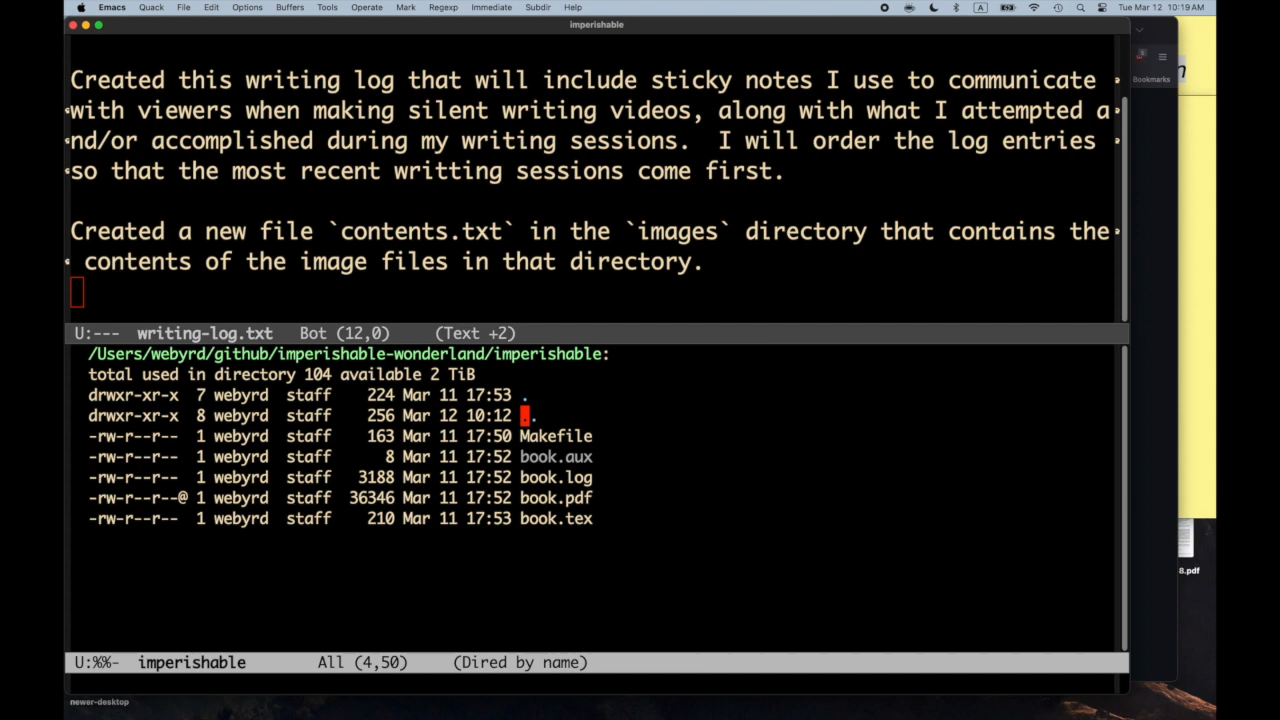 Emacs Quack File Edit Options Buffers Tools Operate Mark Regexp Immediate Subdir Help A Tue Mar 12 10:19 AM
imperishable
Bookmarks
Created this writing log that will include sticky notes I use to communicate
with viewers when making silent writing videos, along with what I attempted a
nd/or accomplished during my writing sessions.  I will order the log entries
so that the most recent writting sessions come first.
Created a new file `contents.txt` in the `images` directory that contains the
contents of the image files in that directory.
U:--- writing-log.txt Bot (12,0) (Text +2)
/Users/webyrd/github/imperishable-wonderland/imperishable:
total used in directory 104 available 2 TiB
drwxr-xr-x 7 webyrd staff 224 Mar 11 17:53 .
drwxr-xr-x 8 webyrd staff 256 Mar 12 10:12 ..
-rw-r--r-- 1 webyrd staff 163 Mar 11 17:50 Makefile
-rw-r--r-- 1 webyrd staff 8 Mar 11 17:52 book.aux
-rw-r--r-- 1 webyrd staff 3188 Mar 11 17:52 book.log
-rw-r--r--@ 1 webyrd staff 36346 Mar 11 17:52 book.pdf
-rw-r--r-- 1 webyrd staff 210 Mar 11 17:53 book.tex
8.pdf
U:%%- imperishable All (4,50) (Dired by name)
newer-desktop